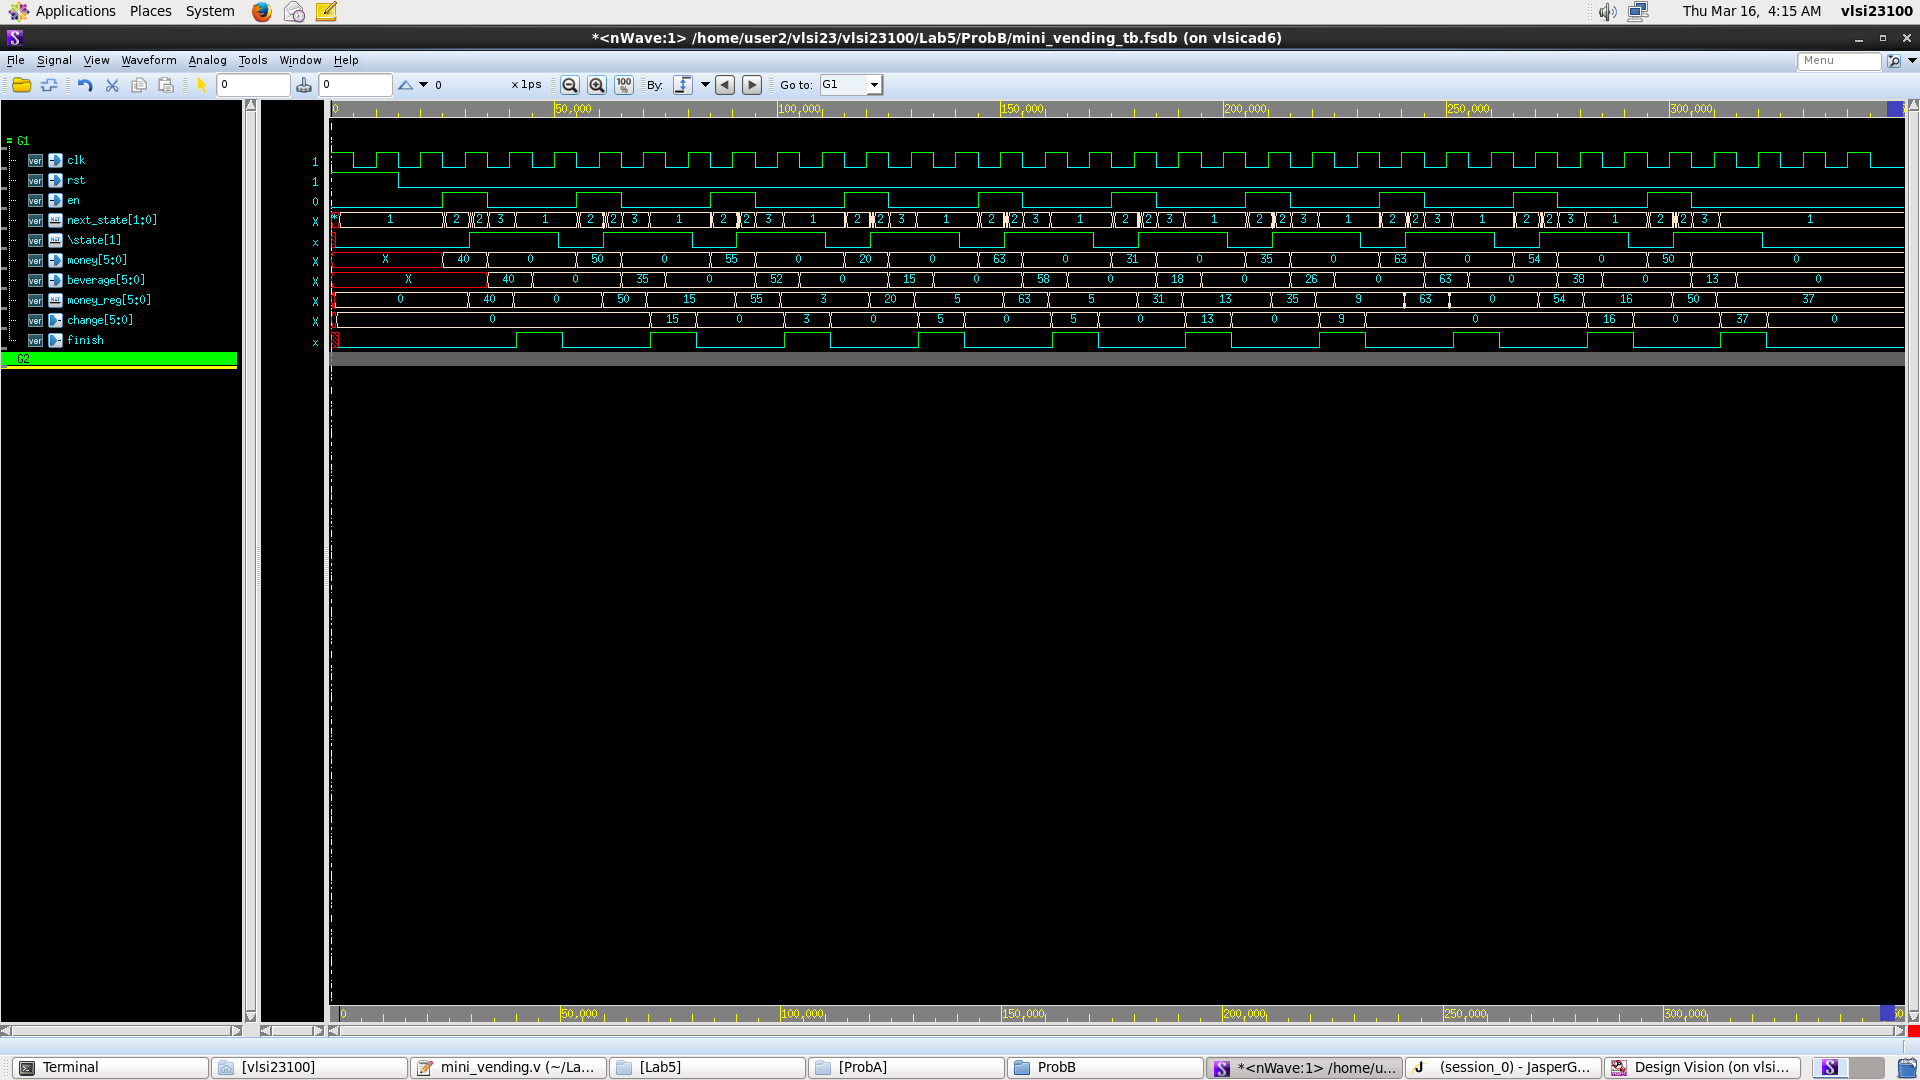 Applications Places System Thu Mar 16, 4:15 AM vlsi23100
*<nWave:1> /home/user2/vlsi23/vlsi23100/Lab5/ProbB/mini_vending_tb.fsdb (on vlsicad6)
File Signal View Waveform Analog Tools Window Help Menu
0 0 0 x 1ps 100 % By: Go to: G1
0 50,000 100,000 150,000 200,000 250,000 300,000
G1
ver clk 1
ver rst 1
ver en 0
ver next_state[1:0] X * 1 2 2 3 1 2 2 3 1 2 2 3 1 2 2 3 1 2 2 3 1 2 2 3 1 2 2 3 1 2 2 3 1 2 2 3 1 2 2 3 1
ver \state[1] x
ver money[5:0] X X 40 0 50 0 55 0 20 0 63 0 31 0 35 0 63 0 54 0 50 0
ver beverage[5:0] X X 40 0 35 0 52 0 15 0 58 0 18 0 26 0 63 0 38 0 13 0
ver money_reg[5:0] X 0 40 0 50 15 55 3 20 5 63 5 31 13 35 9 63 0 54 16 50 37
ver change[5:0] X 0 15 0 3 0 5 0 5 0 13 0 9 0 16 0 37 0
ver finish x
G2
0 50,000 100,000 150,000 200,000 250,000 300,000
Terminal [vlsi23100] mini_vending.v (~/La... [Lab5] [ProbA] ProbB *<nWave:1> /home/u... (session_0) - JasperG... Design Vision (on vlsi...